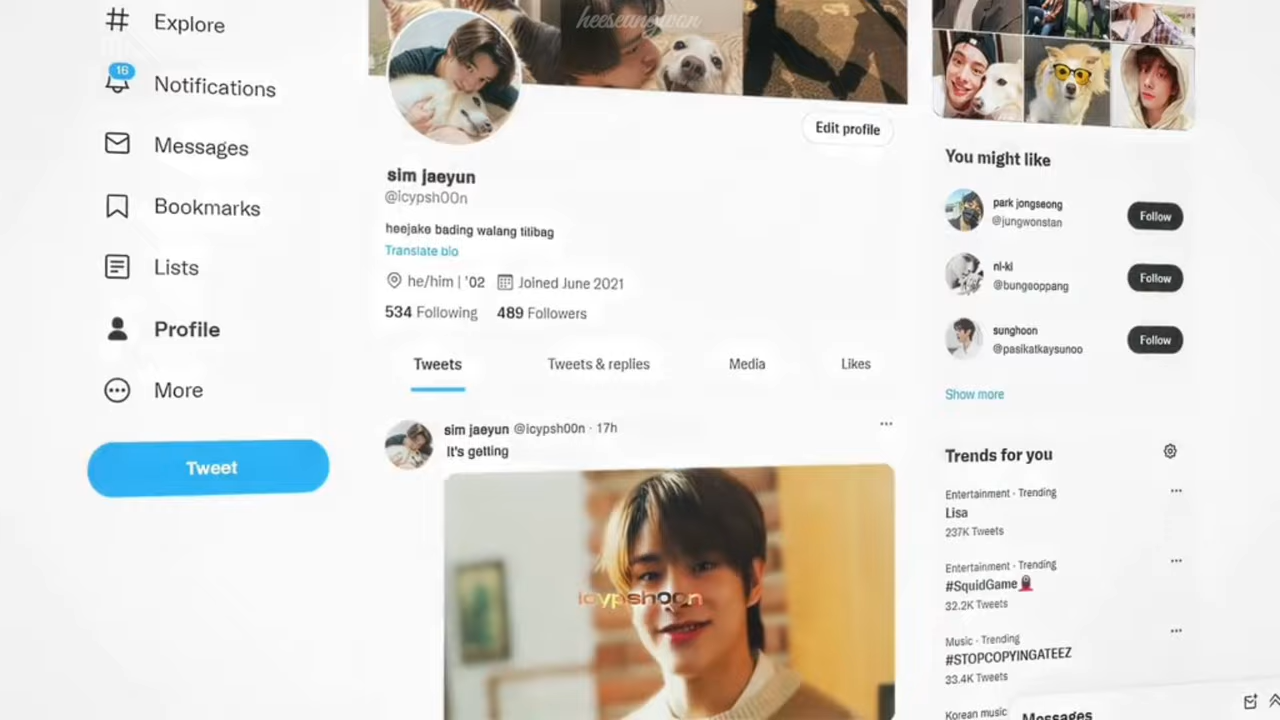 Explore
16
Notifications
Messages
Bookmarks
Lists
Profile
More
Tweet
heeseungwan
Edit profile
sim jaeyun
@icypsh00n
heejake bading walang titibag
Translate bio
he/him | '02 Joined June 2021
534 Following 489 Followers
Tweets Tweets & replies Media Likes
sim jaeyun @icypsh00n · 17h
It's getting
icypsh00n
You might like
park jongseong
@jungwonstan
Follow
ni-ki
@bungeoppang
Follow
sunghoon
@pasikatkaysunoo
Follow
Show more
Trends for you
Entertainment · Trending
Lisa
237K Tweets
Entertainment · Trending
#SquidGame
32.2K Tweets
Music · Trending
#STOPCOPYINGATEEZ
33.4K Tweets
Korean music
Messages